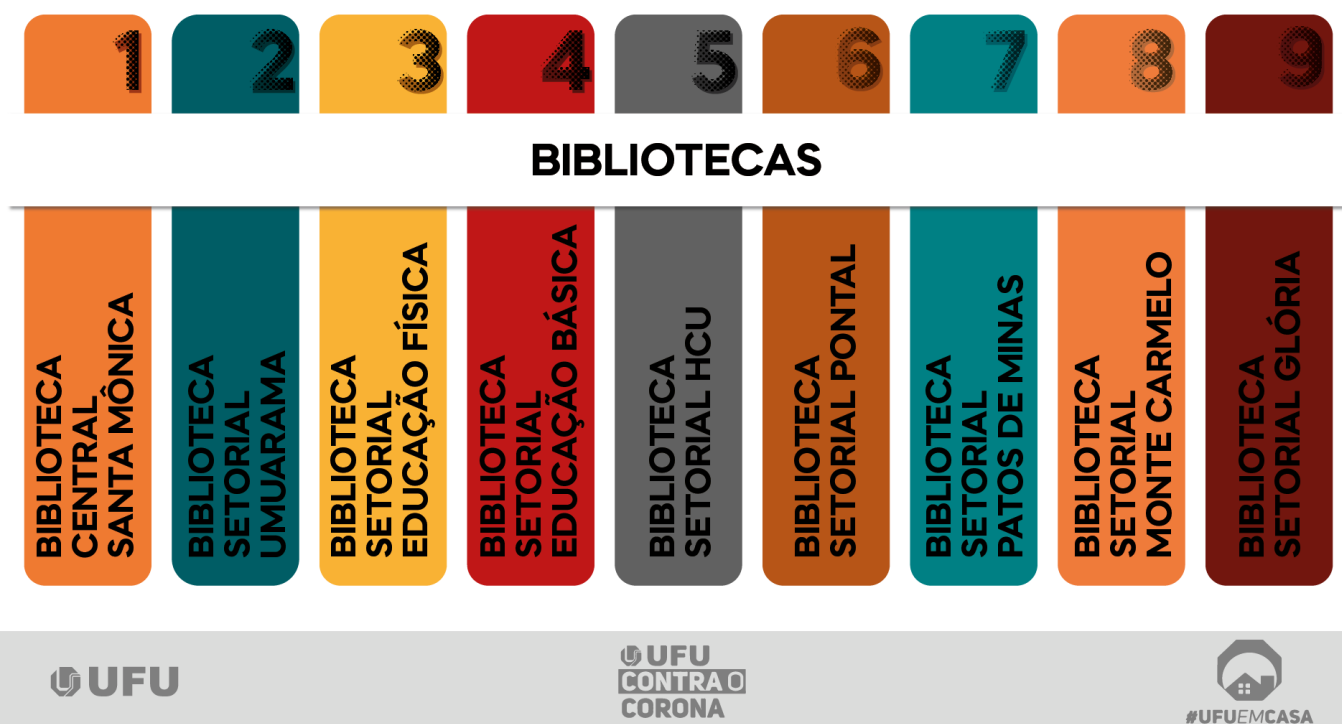 1
2
3
4
5
6
7
8
9
BIBLIOTECAS
BIBLIOTECA
CENTRAL
SANTA MÔNICA
BIBLIOTECA
SETORIAL
UMUARAMA
BIBLIOTECA
SETORIAL
EDUCAÇÃO FÍSICA
BIBLIOTECA
SETORIAL
EDUCAÇÃO BÁSICA
BIBLIOTECA
SETORIAL HCU
BIBLIOTECA
SETORIAL PONTAL
BIBLIOTECA
SETORIAL
PATOS DE MINAS
BIBLIOTECA
SETORIAL
MONTE CARMELO
BIBLIOTECA
SETORIAL GLÓRIA
UFU
UFU
CONTRA O
CORONA
#UFUEMCASA